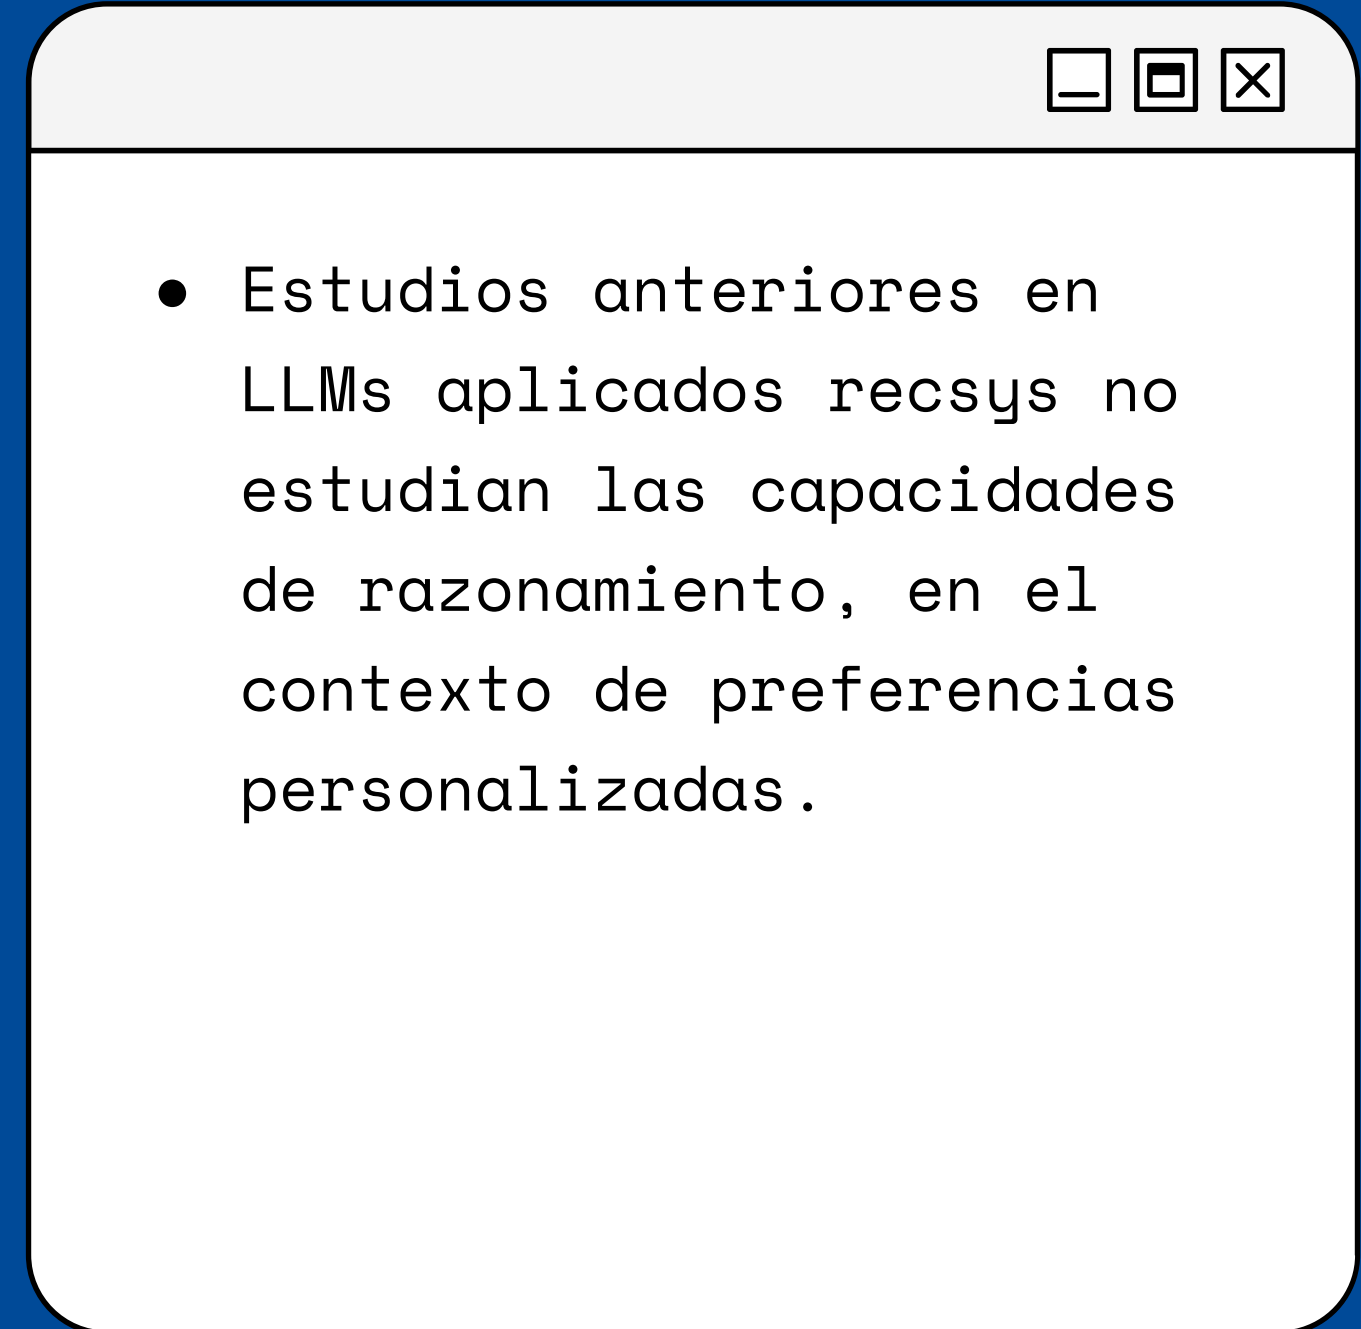 ● Estudios anteriores en
LLMs aplicados recsys no
estudian las capacidades
de razonamiento, en el
contexto de preferencias
personalizadas.